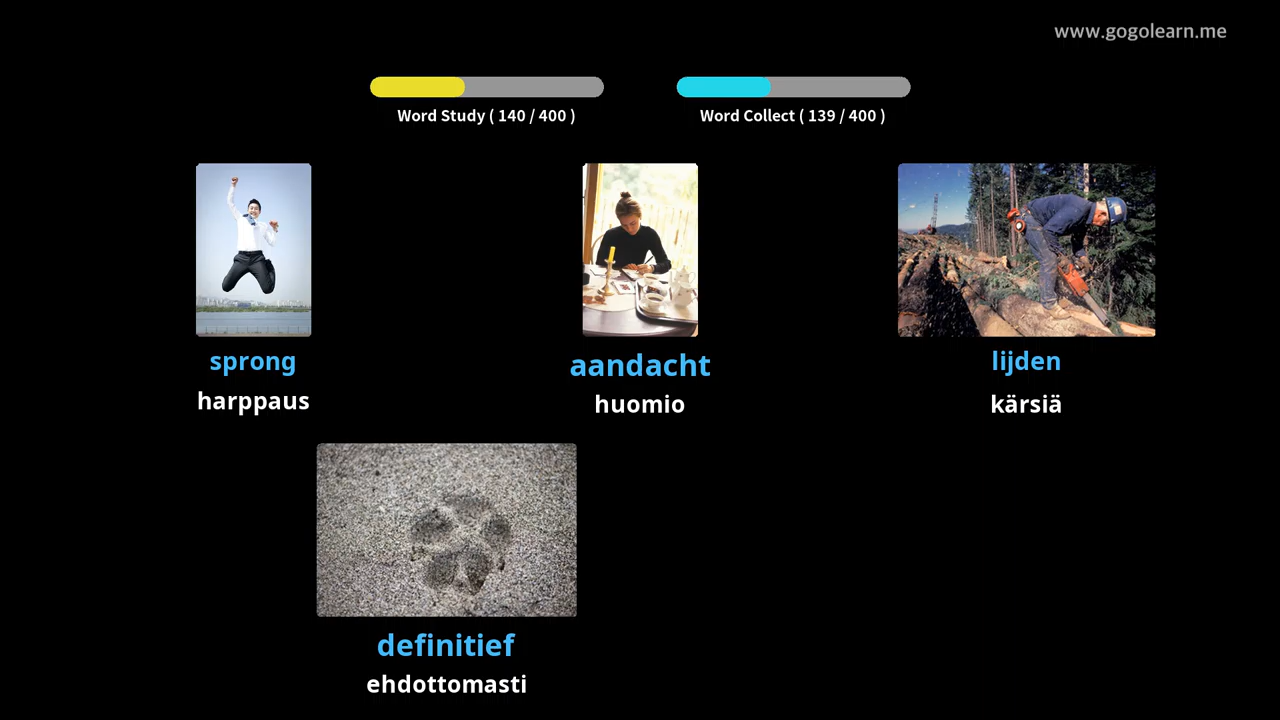 www.gogolearn.me
Word Study ( 140 / 400 )
Word Collect ( 139 / 400 )
sprong
harppaus
aandacht
huomio
lijden
kärsiä
definitief
ehdottomasti